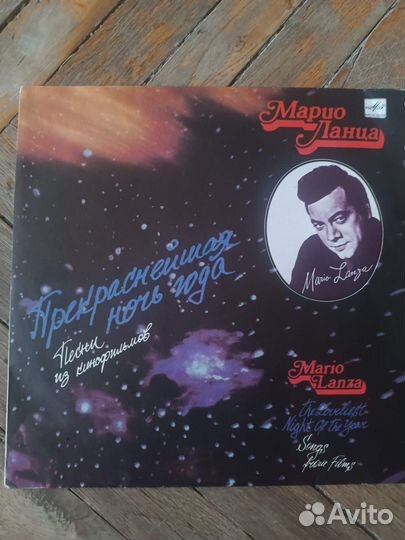 Марио
Ланца
Mario Lanza
Прекраснейшая
ночь года
Песни
из кинофильмов
Mario
Lanza
The Loveliest
Night Of The Year
Songs
From Films
Avito